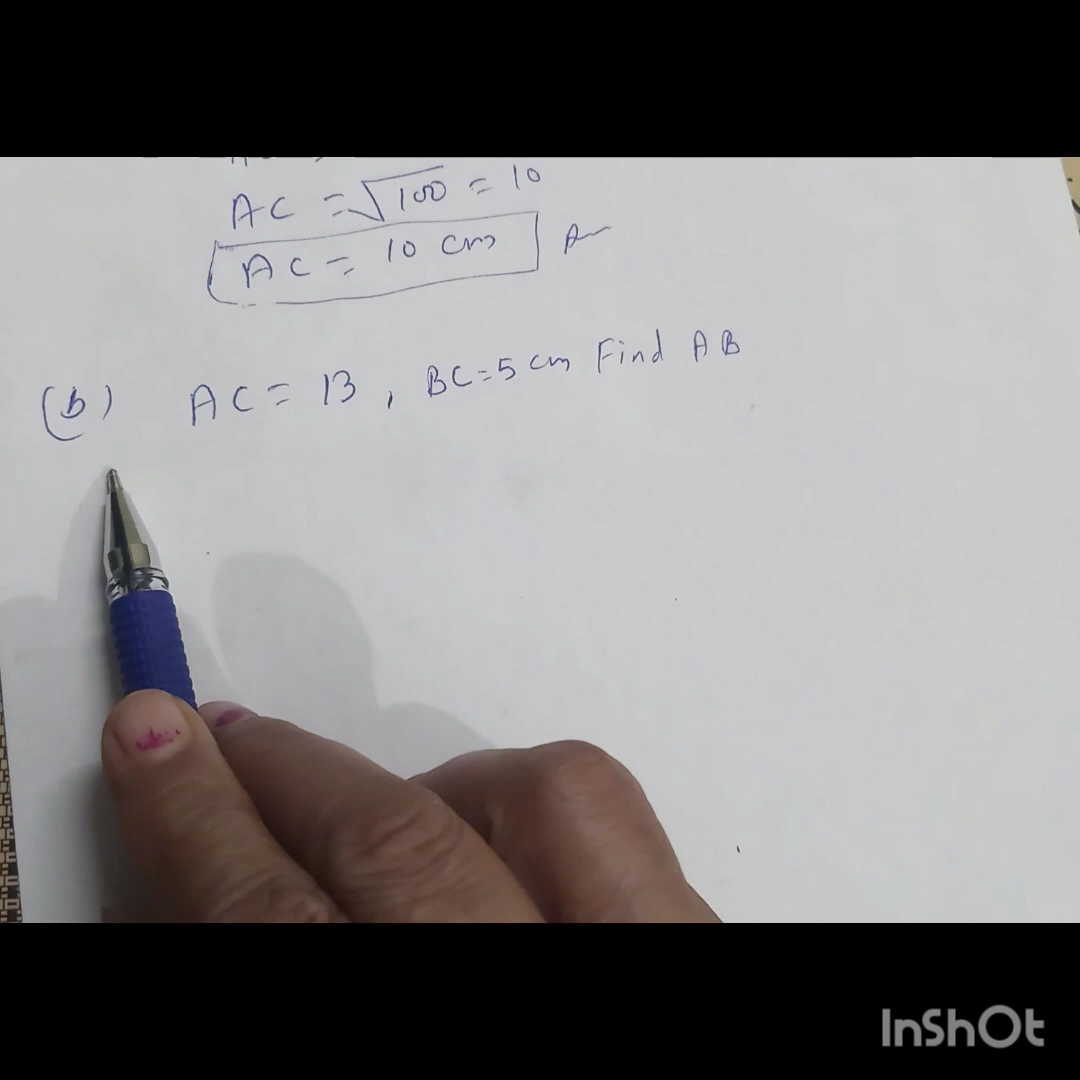 AC = √100 = 10
AC = 10 cm
(b) AC = 13 , BC=5 cm Find AB
InShOt